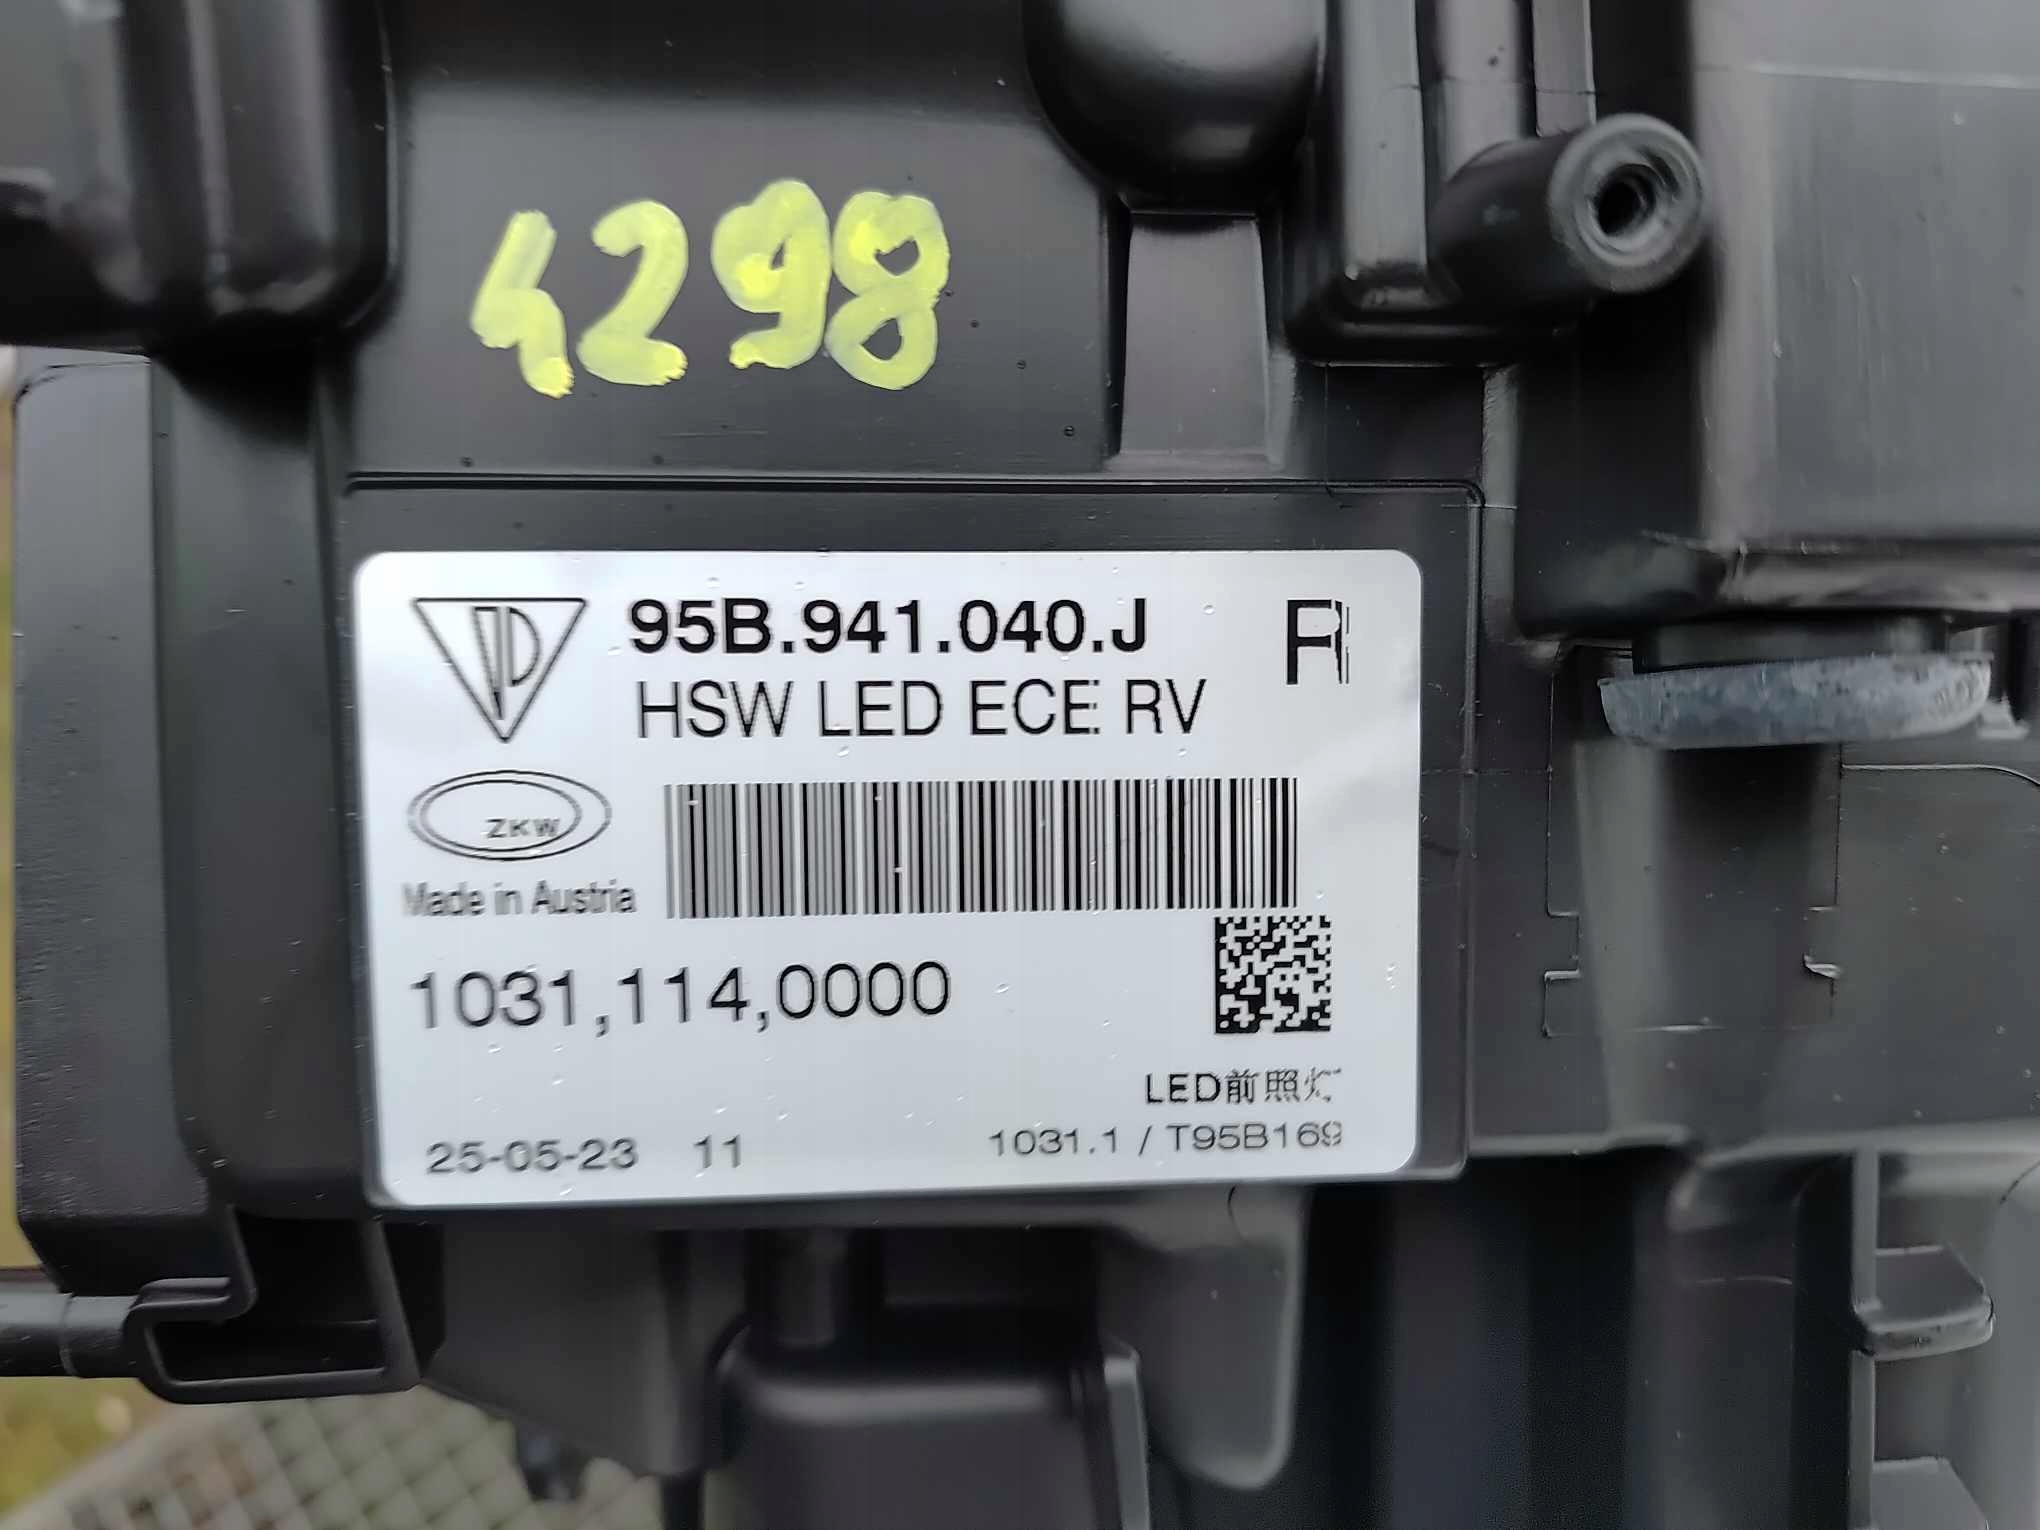 4298
95B.941.040.J R
HSW LED ECE RV
ZKW
Made in Austria
1031,114,0000
LED前照灯
25-05-23 11 1031.1 / T95B169